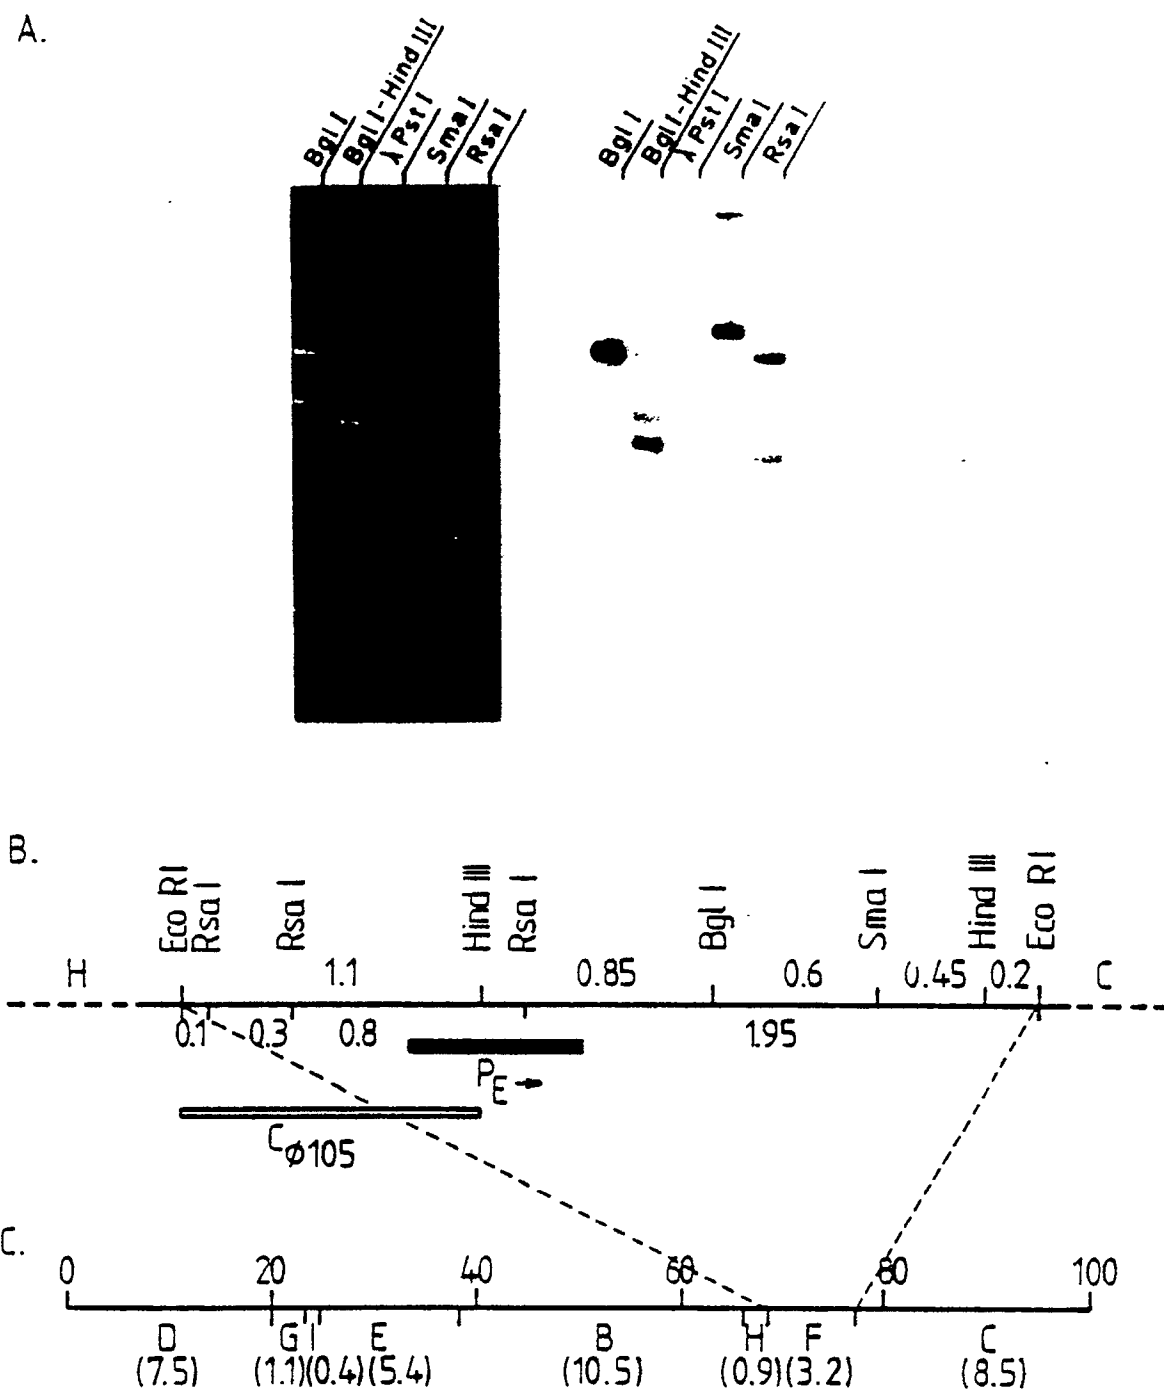 A.
Bgl I
Bgl I-Hind III
λ Pst I
Sma I
Rsa I
Bgl I
Bgl I-Hind III
λ Pst I
Sma I
Rsa I
B.
Eco RI
Rsa I
Rsa I
Hind III
Rsa I
Bgl I
Sma I
Hind III
Eco RI
H 1.1 0.85 0.6 0.45 0.2 C
0.1 0.3 0.8 1.95
PE
Cø105
C.
0 20 40 60 80 100
D G I E B H F C
(7.5) (1.1) (0.4) (5.4) (10.5) (0.9) (3.2) (8.5)